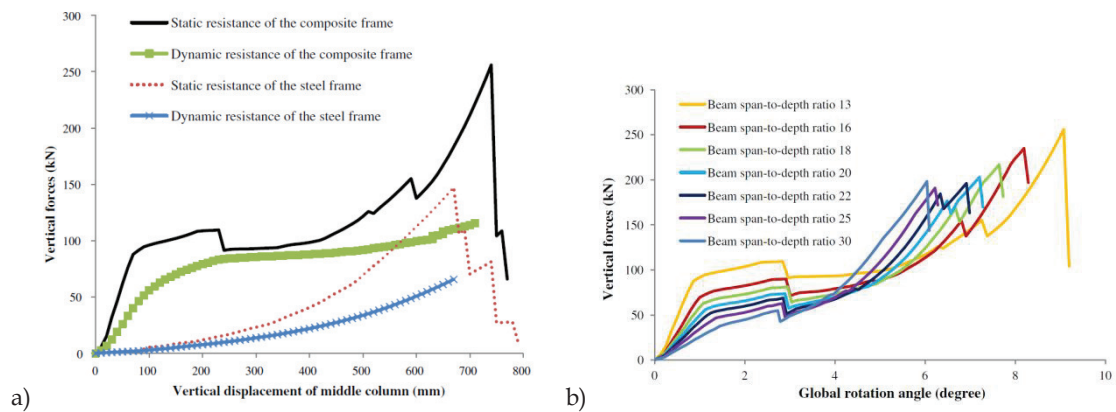 300
250
200
150
100
50
0
Vertical forces (kN)
Static resistance of the composite frame
Dynamic resistance of the composite frame
Static resistance of the steel frame
Dynamic resistance of the steel frame
0 100 200 300 400 500 600 700 800
Vertical displacement of middle column (mm)
a)
300
250
200
150
100
50
0
Vertical forces (kN)
Beam span-to-depth ratio 13
Beam span-to-depth ratio 16
Beam span-to-depth ratio 18
Beam span-to-depth ratio 20
Beam span-to-depth ratio 22
Beam span-to-depth ratio 25
Beam span-to-depth ratio 30
0 2 4 6 8 10
Global rotation angle (degree)
b)